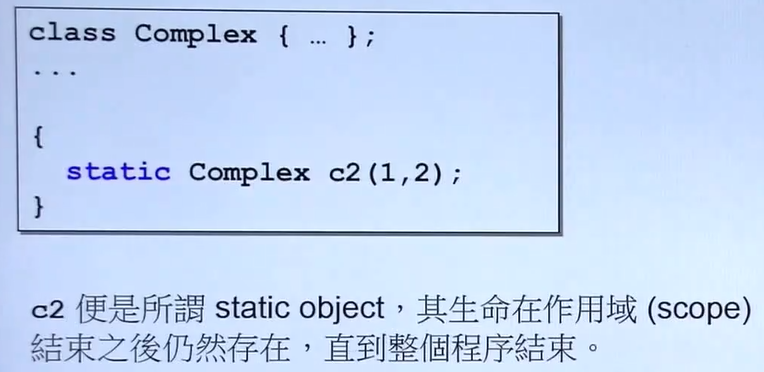 class Complex { … };
...
{
static Complex c2(1,2);
}
c2 便是所謂 static object，其生命在作用域 (scope)
結束之後仍然存在，直到整個程序結束。